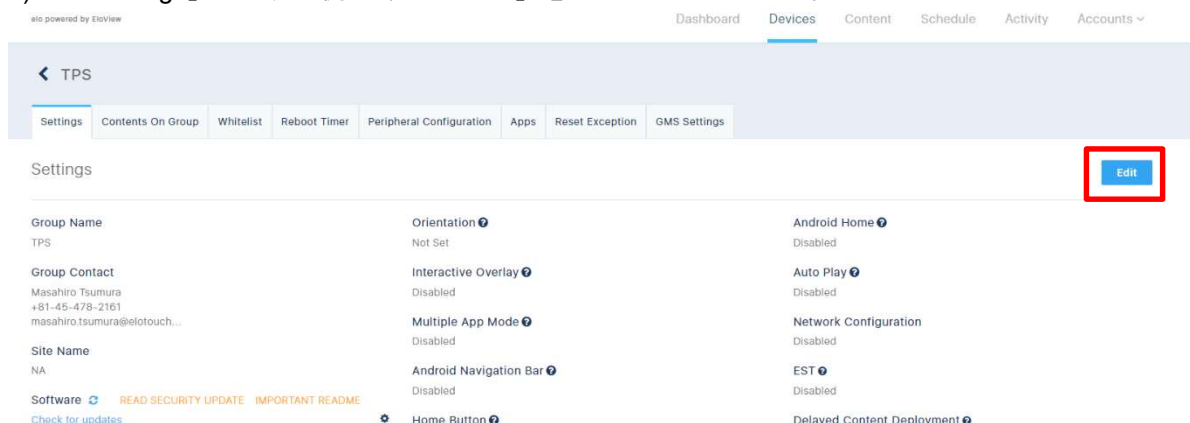 elo powered by EloView
Dashboard Devices Content Schedule Activity Accounts
TPS
Settings Contents On Group Whitelist Reboot Timer Peripheral Configuration Apps Reset Exception GMS Settings
Settings
Edit
Group Name
TPS
Group Contact
Masahiro Tsumura
+81-45-478-2161
masahiro.tsumura@elotouch...
Site Name
NA
Software READ SECURITY UPDATE IMPORTANT README
Check for updates
Orientation
Not Set
Interactive Overlay
Disabled
Multiple App Mode
Disabled
Android Navigation Bar
Disabled
Home Button
Android Home
Disabled
Auto Play
Disabled
Network Configuration
Disabled
EST
Disabled
Delayed Content Deployment